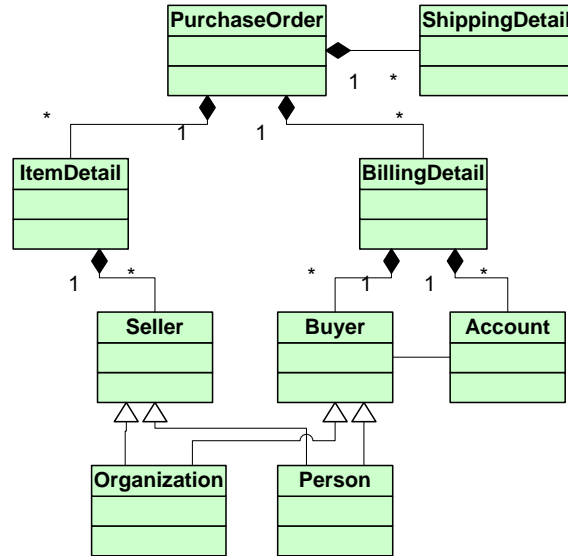 PurchaseOrder
ShippingDetail
1
*
*
1
1
*
ItemDetail
BillingDetail
1
*
*
1
1
*
Seller
Buyer
Account
Organization
Person